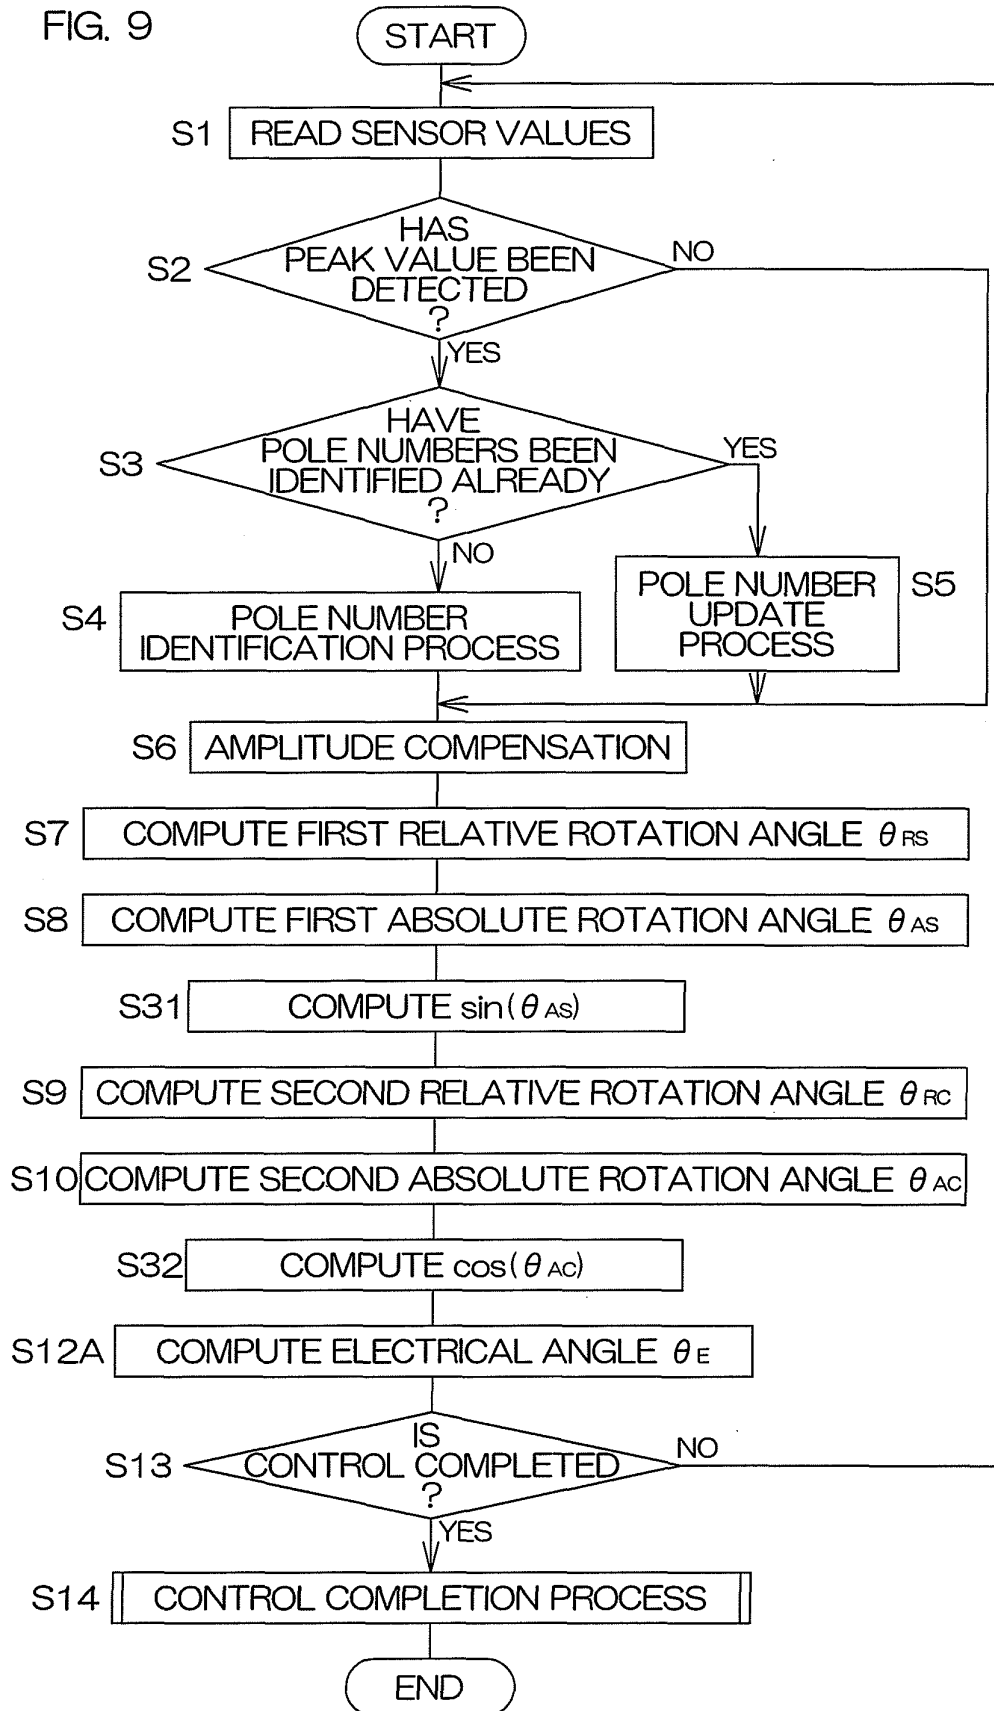 FIG. 9
START
S1 READ SENSOR VALUES
HAS
S2 PEAK VALUE BEEN NO
DETECTED
?
YES
HAVE
S3 POLE NUMBERS BEEN YES
IDENTIFIED ALREADY
?
NO
S4 POLE NUMBER
IDENTIFICATION PROCESS
POLE NUMBER S5
UPDATE
PROCESS
S6 AMPLITUDE COMPENSATION
S7 COMPUTE FIRST RELATIVE ROTATION ANGLE θRS
S8 COMPUTE FIRST ABSOLUTE ROTATION ANGLE θAS
S31 COMPUTE sin(θAS)
S9 COMPUTE SECOND RELATIVE ROTATION ANGLE θRC
S10 COMPUTE SECOND ABSOLUTE ROTATION ANGLE θAC
S32 COMPUTE cos(θAC)
S12A COMPUTE ELECTRICAL ANGLE θE
IS
S13 CONTROL COMPLETED NO
?
YES
S14 CONTROL COMPLETION PROCESS
END